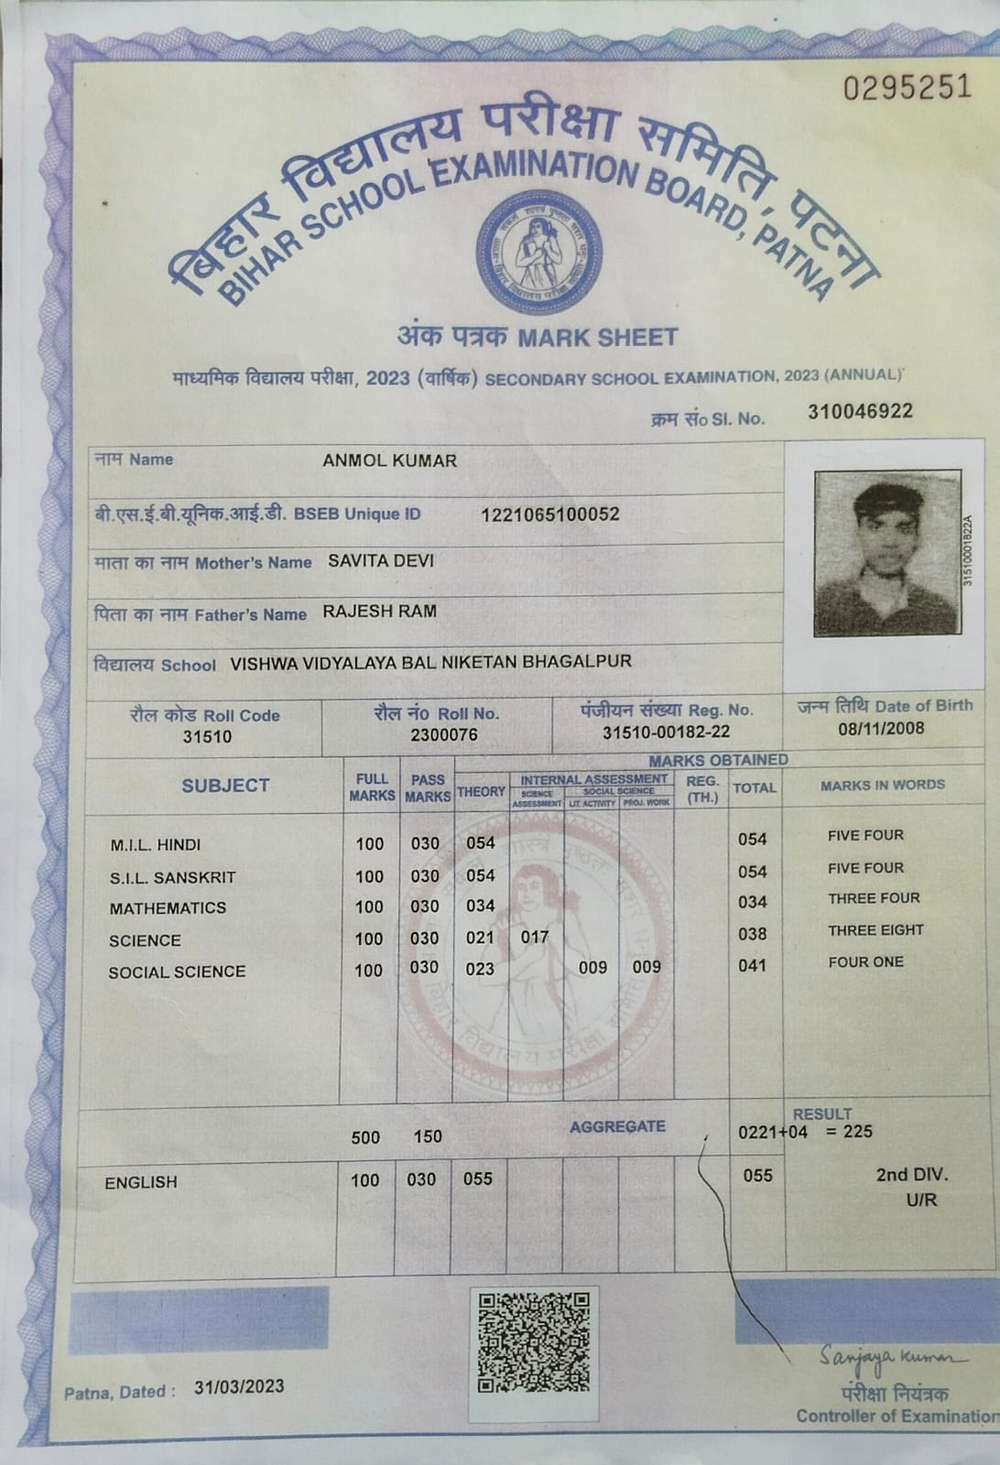 0295251
बिहार विद्यालय परीक्षा समिति, पटना
BIHAR SCHOOL EXAMINATION BOARD, PATNA
अंक पत्रक MARK SHEET
माध्यमिक विद्यालय परीक्षा, 2023 (वार्षिक) SECONDARY SCHOOL EXAMINATION, 2023 (ANNUAL)
क्रम सं० Sl. No. 310046922
नाम Name ANMOL KUMAR
बी.एस.ई.बी.यूनिक.आई.डी. BSEB Unique ID 1221065100052
माता का नाम Mother's Name SAVITA DEVI
पिता का नाम Father's Name RAJESH RAM
विद्यालय School VISHWA VIDYALAYA BAL NIKETAN BHAGALPUR
31510001822A
रौल कोड Roll Code रौल नं० Roll No. पंजीयन संख्या Reg. No. जन्म तिथि Date of Birth
31510 2300076 31510-00182-22 08/11/2008
MARKS OBTAINED
SUBJECT FULL MARKS PASS MARKS THEORY INTERNAL ASSESSMENT REG. (TH.) TOTAL MARKS IN WORDS
SCIENCE ASSESSMENT SOCIAL SCIENCE
LIT. ACTIVITY PROJ. WORK
M.I.L. HINDI 100 030 054 054 FIVE FOUR
S.I.L. SANSKRIT 100 030 054 054 FIVE FOUR
MATHEMATICS 100 030 034 034 THREE FOUR
SCIENCE 100 030 021 017 038 THREE EIGHT
SOCIAL SCIENCE 100 030 023 009 009 041 FOUR ONE
RESULT
500 150 AGGREGATE 0221+04 = 225
ENGLISH 100 030 055 055 2nd DIV.
U/R
Sanjaya Kumar
Patna, Dated : 31/03/2023
परीक्षा नियंत्रक
Controller of Examination